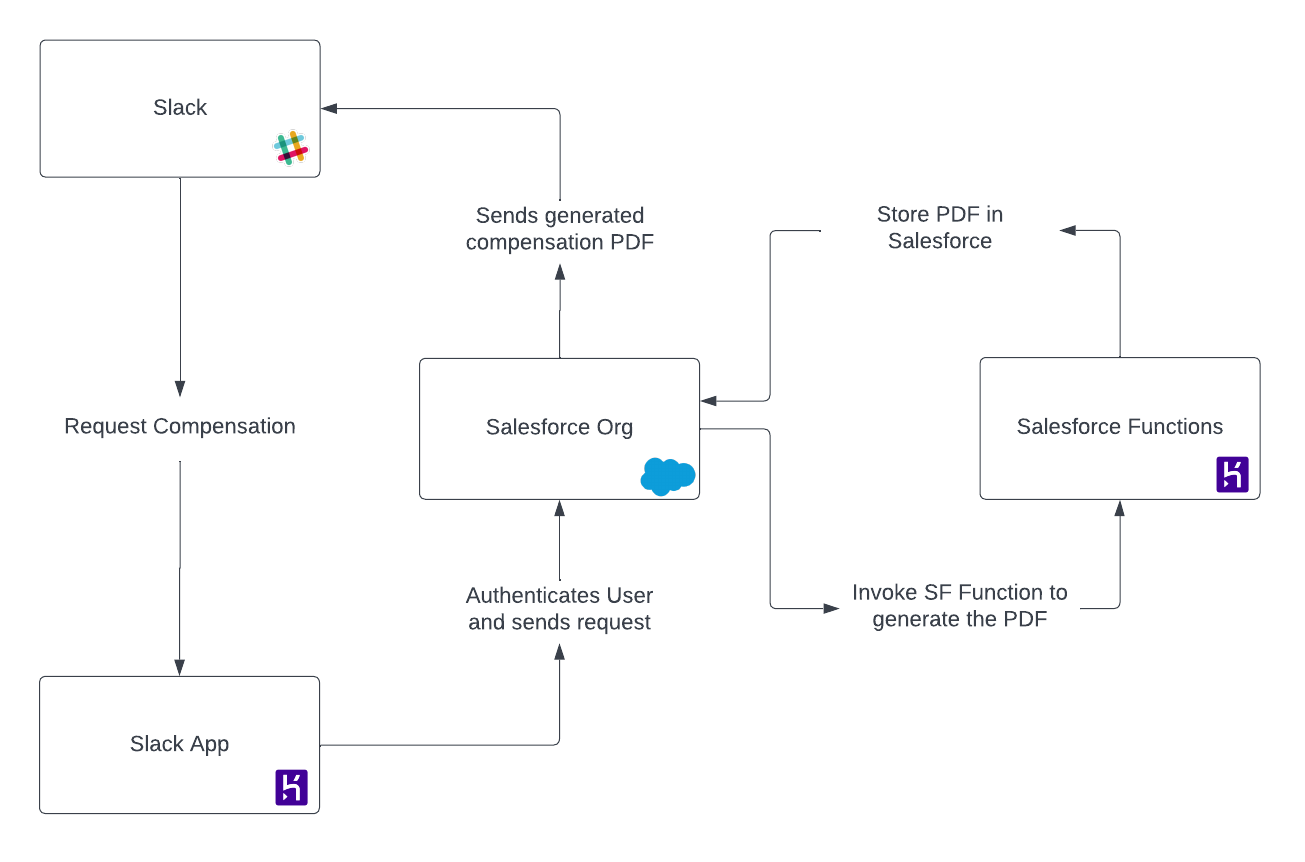 Slack
Sends generated
compensation PDF
Store PDF in
Salesforce
Request Compensation
Salesforce Org
Salesforce Functions
Authenticates User
and sends request
Invoke SF Function to
generate the PDF
Slack App